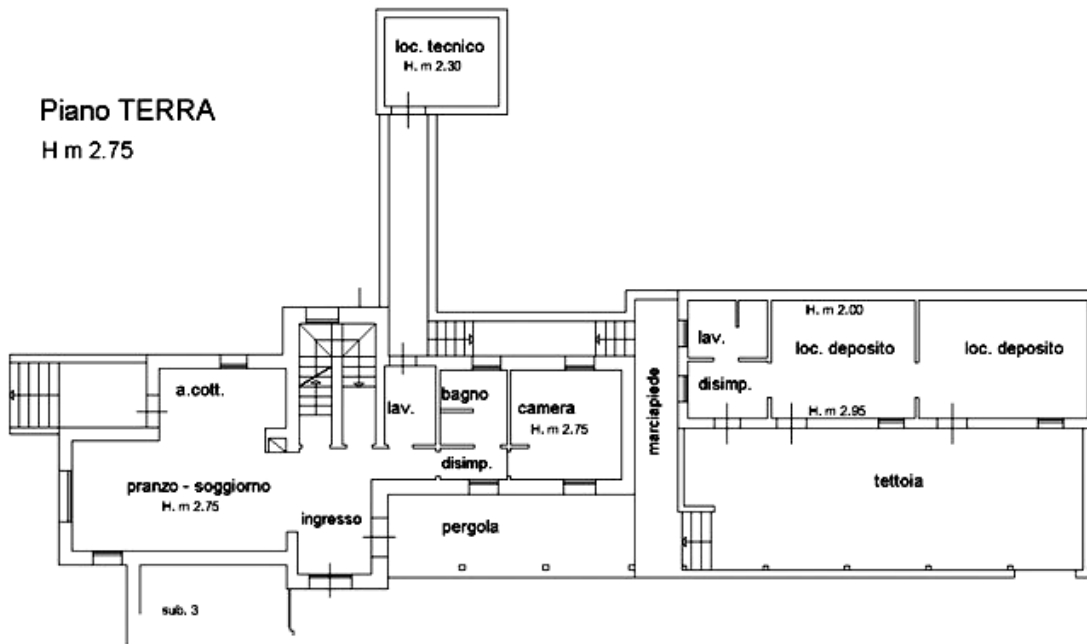 loc. tecnico
H. m 2.30
Piano TERRA
H m 2.75
H. m 2.00
lav.
loc. deposito
loc. deposito
a.cott.
bagno
disimp.
lav.
camera
H. m 2.95
H. m 2.75
marciapiede
disimp.
tettoia
pranzo - soggiorno
H. m 2.75
ingresso
pergola
sub. 3